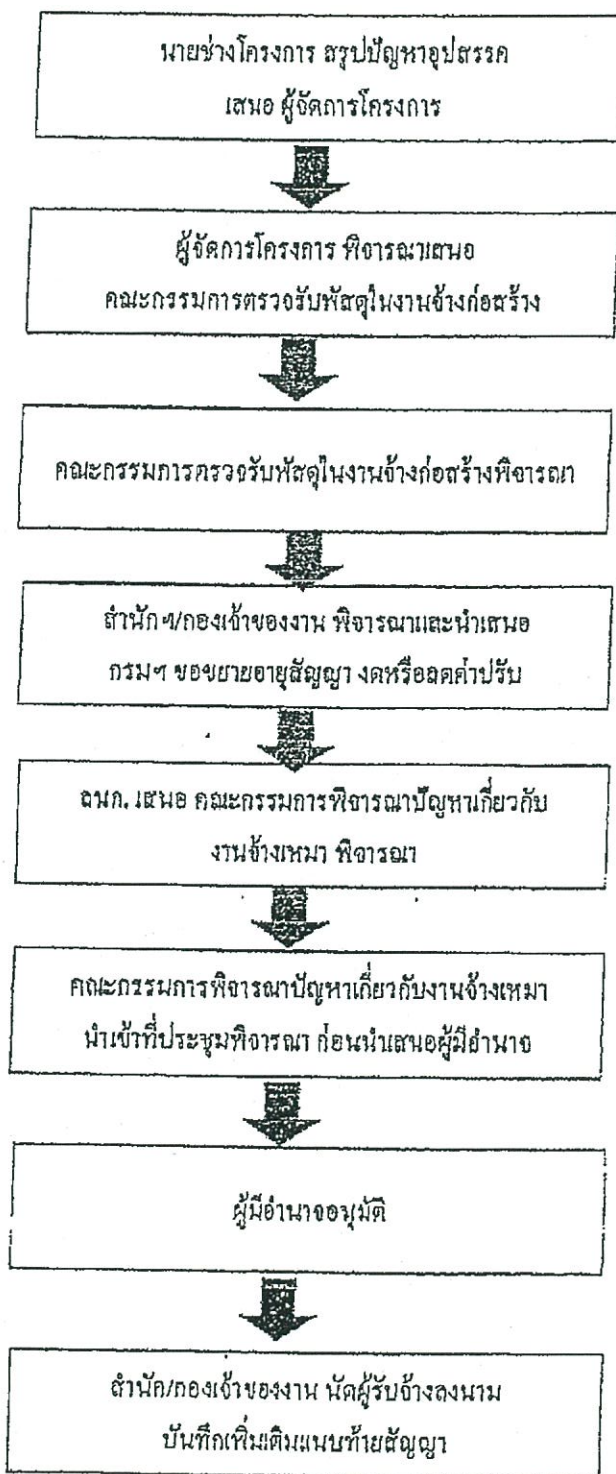 นายช่างโครงการ สรุปปัญหาอุปสรรค
เสนอ ผู้จัดการโครงการ
ผู้จัดการโครงการ พิจารณาเสนอ
คณะกรรมการตรวจรับพัสดุในงานจ้างก่อสร้าง
คณะกรรมการตรวจรับพัสดุในงานจ้างก่อสร้างพิจารณา
สำนักฯ/กองเจ้าของงาน พิจารณาและนำเสนอ
กรมฯ ขอขยายอายุสัญญา งดหรือลดค่าปรับ
ลนก. เสนอ คณะกรรมการพิจารณาปัญหาเกี่ยวกับ
งานจ้างเหมา พิจารณา
คณะกรรมการพิจารณาปัญหาเกี่ยวกับงานจ้างเหมา
นำเข้าที่ประชุมพิจารณา ก่อนนำเสนอผู้มีอำนาจ
ผู้มีอำนาจอนุมัติ
สำนัก/กองเจ้าของงาน นัดผู้รับจ้างลงนาม
บันทึกเพิ่มเติมแนบท้ายสัญญา